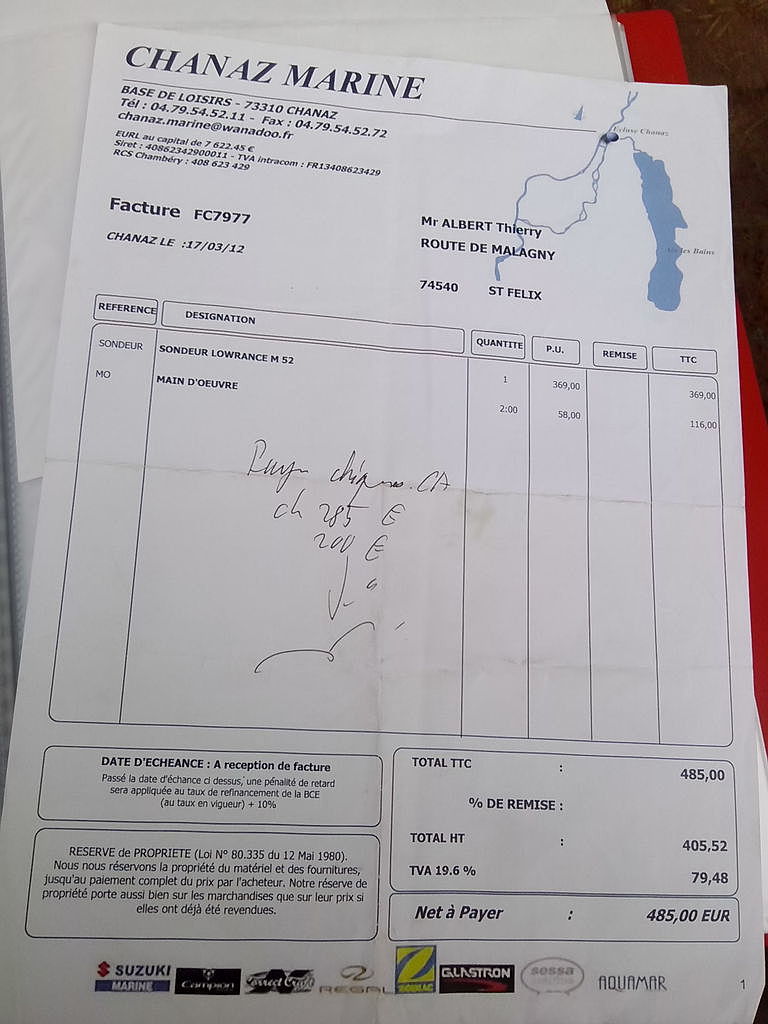 CHANAZ MARINE
BASE DE LOISIRS - 73310 CHANAZ
Tél : 04.79.54.52.11 - Fax : 04.79.54.52.72
chanaz.marine@wanadoo.fr
EURL au capital de 7 622.45 €
Siret : 40862342900011 - TVA intracom : FR13408623429
RCS Chambéry : 408 623 429
Ecluse Chanaz
les Bains
Facture FC7977
CHANAZ LE :17/03/12
Mr ALBERT Thierry
ROUTE DE MALAGNY
74540 ST FELIX
REFERENCE DESIGNATION QUANTITE P.U. REMISE TTC
SONDEUR SONDEUR LOWRANCE M 52 1 369,00 369,00
MO MAIN D'OEUVRE 2:00 58,00 116,00
CA
ch 285 E
200 E
DATE D'ECHEANCE : A reception de facture
Passé la date d'échance ci dessus, une pénalité de retard
sera appliquée au taux de refinancement de la BCE
(au taux en vigueur) + 10%
RESERVE de PROPRIETE (Loi N° 80.335 du 12 Mai 1980).
Nous nous réservons la propriété du matériel et des fournitures,
jusqu'au paiement complet du prix par l'acheteur. Notre réserve de
propriété porte aussi bien sur les marchandises que sur leur prix si
elles ont déjà été revendues.
TOTAL TTC : 485,00
% DE REMISE :
TOTAL HT : 405,52
TVA 19.6 % 79,48
Net à Payer : 485,00 EUR
SUZUKI
MARINE
Campion
Correct Craft
REGAL
ZODIAC
GLASTRON
sessa
AQUAMAR
1